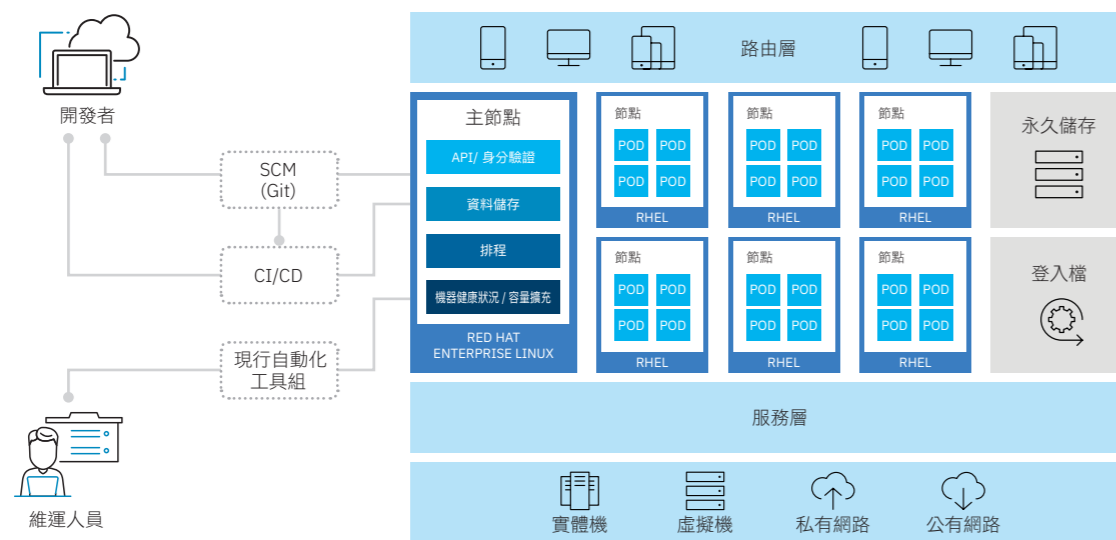 開發者
SCM
(Git)
CI/CD
現行自動化
工具組
維運人員
路由層
主節點
API/ 身分驗證
資料儲存
排程
機器健康狀況 / 容量擴充
RED HAT
ENTERPRISE LINUX
節點
POD POD
POD POD
RHEL
節點
POD POD
POD POD
RHEL
節點
POD POD
POD POD
RHEL
節點
POD POD
POD POD
RHEL
節點
POD POD
POD POD
RHEL
節點
POD POD
POD POD
RHEL
永久儲存
登入檔
服務層
實體機
虛擬機
私有網路
公有網路